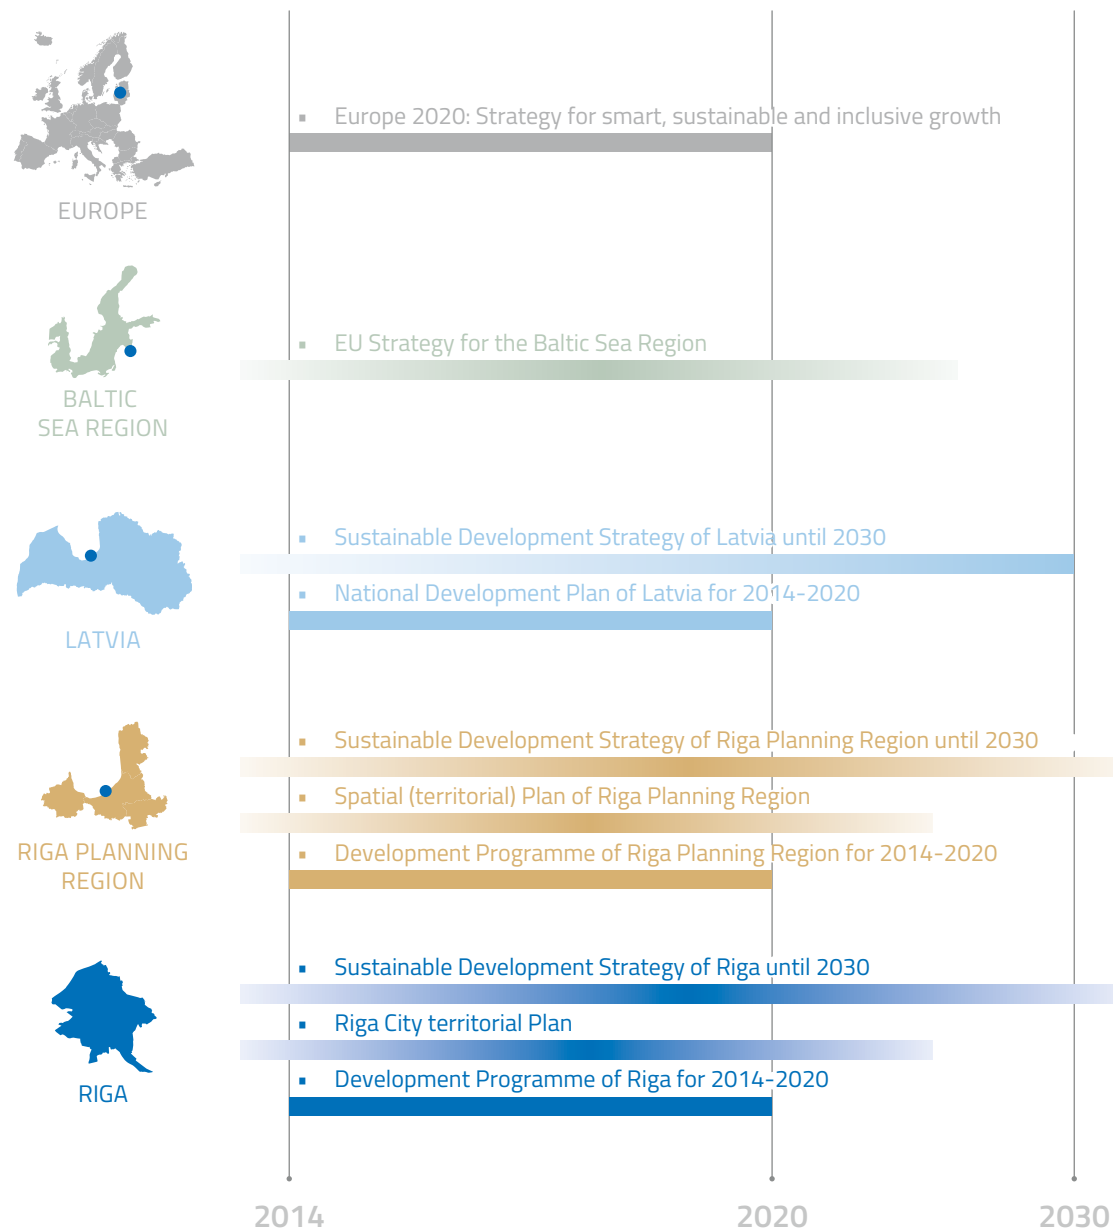 ▪ Europe 2020: Strategy for smart, sustainable and inclusive growth
EUROPE
▪ EU Strategy for the Baltic Sea Region
BALTIC
SEA REGION
▪ Sustainable Development Strategy of Latvia until 2030
▪ National Development Plan of Latvia for 2014-2020
LATVIA
▪ Sustainable Development Strategy of Riga Planning Region until 2030
▪ Spatial (territorial) Plan of Riga Planning Region
▪ Development Programme of Riga Planning Region for 2014-2020
RIGA PLANNING
REGION
▪ Sustainable Development Strategy of Riga until 2030
▪ Riga City territorial Plan
▪ Development Programme of Riga for 2014-2020
RIGA
2014 2020 2030